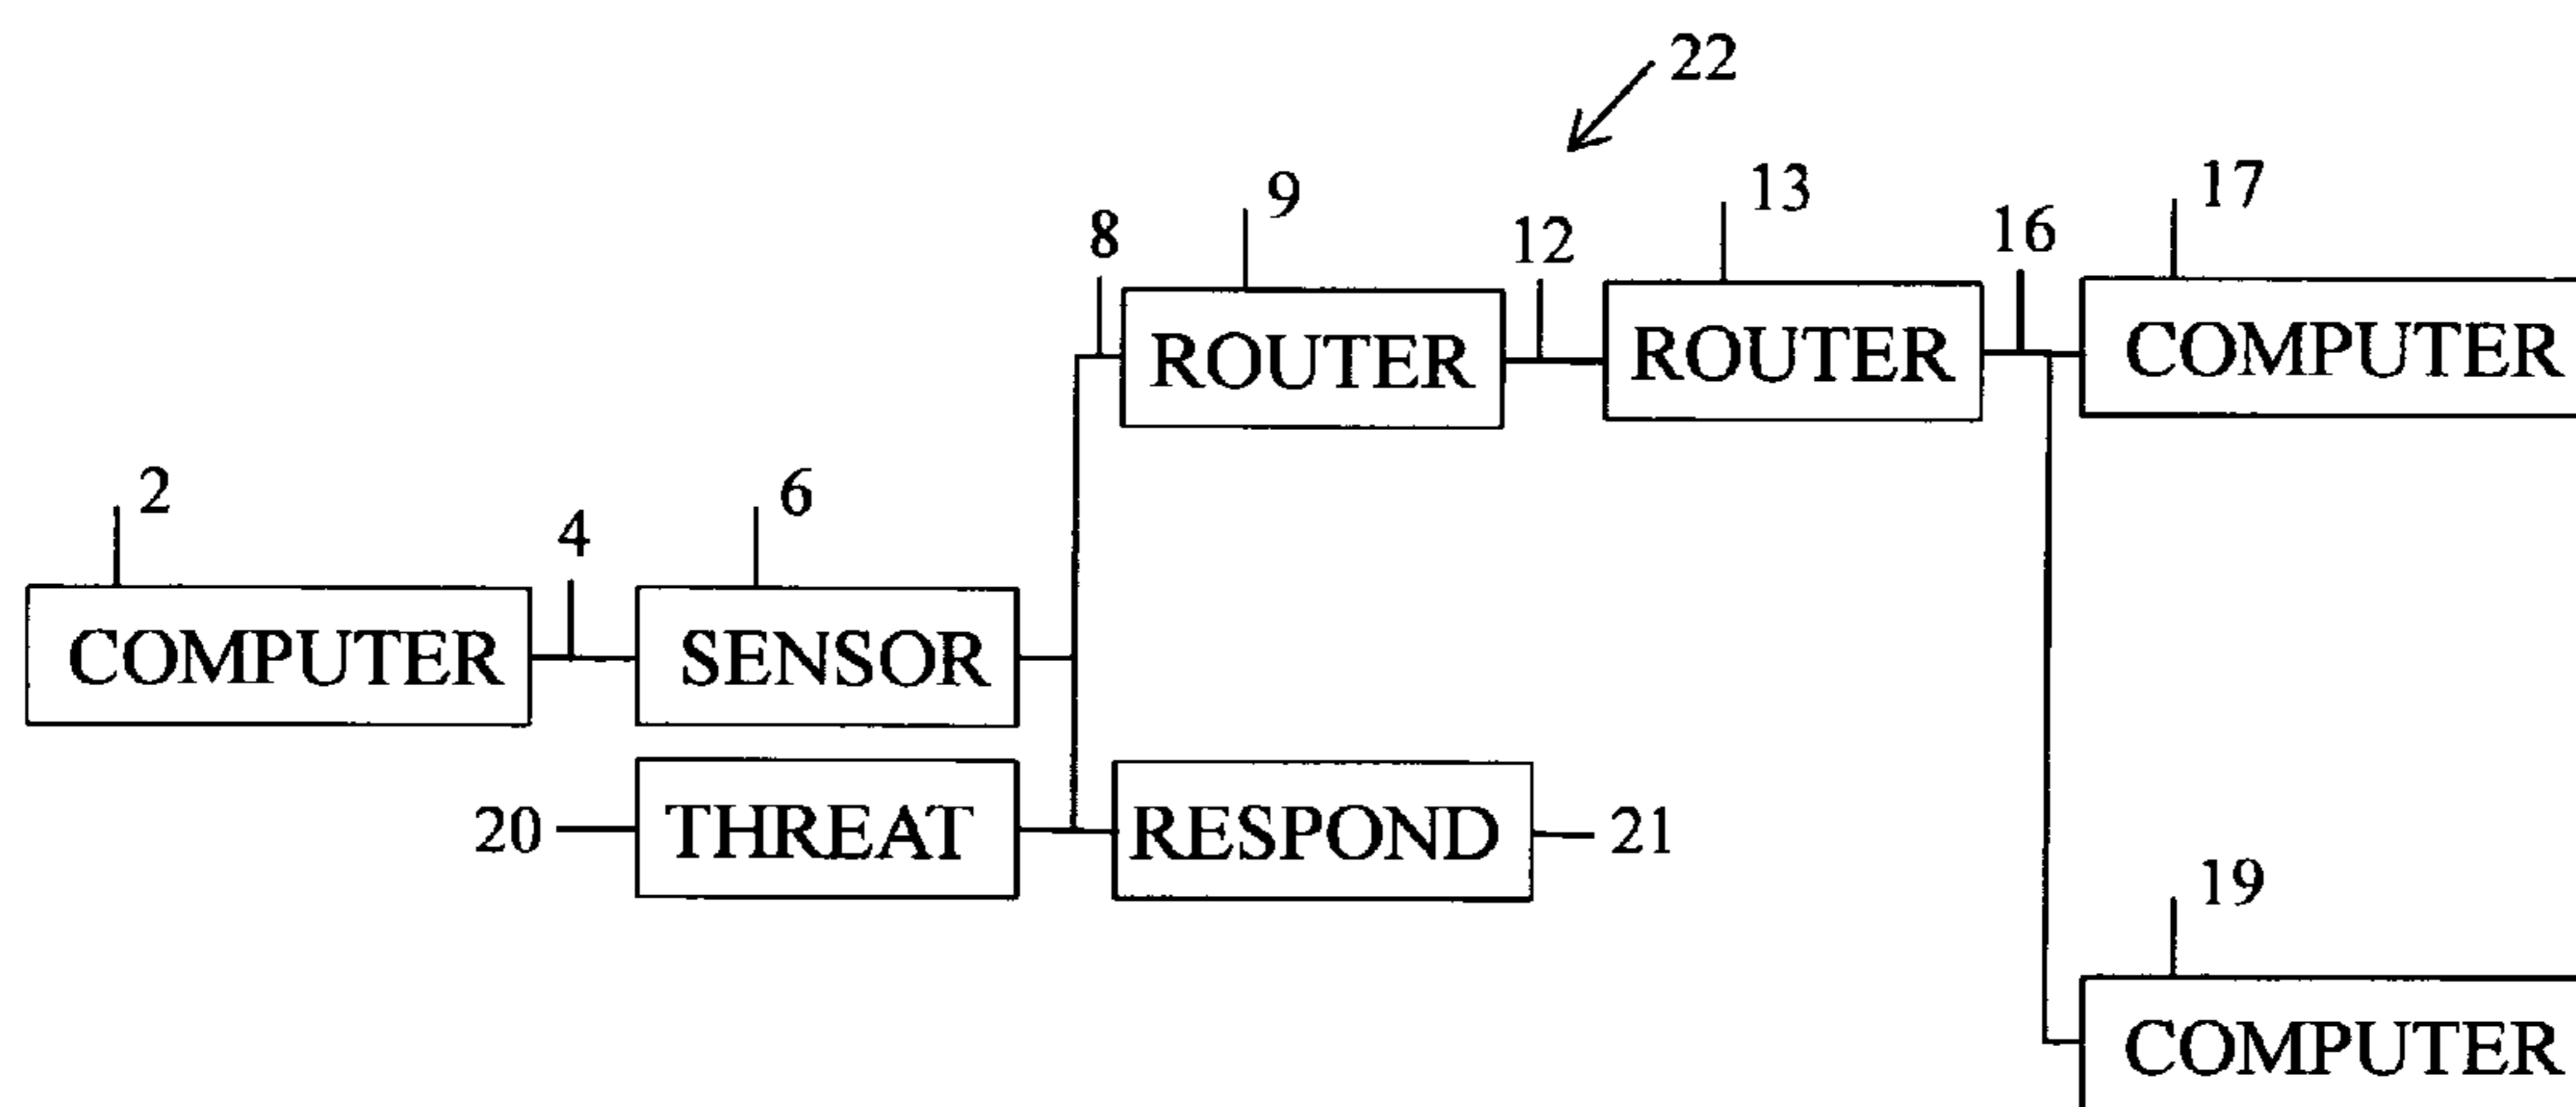 22
9
13
17
8
12
16
ROUTER
ROUTER
COMPUTER
2
6
4
COMPUTER
SENSOR
20
THREAT
RESPOND
21
19
COMPUTER